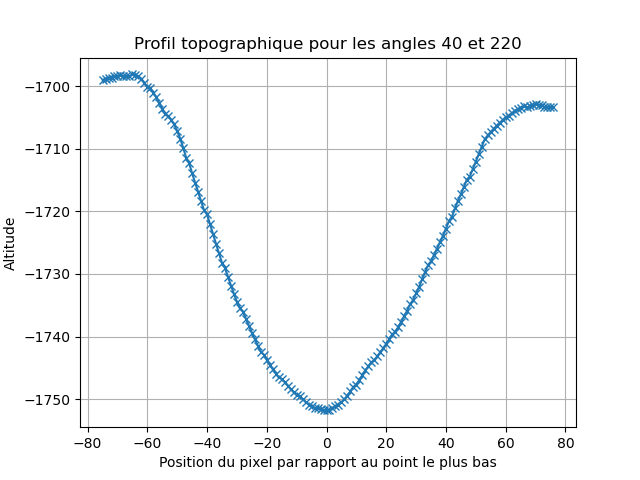 Profil topographique pour les angles 40 et 220
Altitude
−1700
−1710
−1720
−1730
−1740
−1750
−80 −60 −40 −20 0 20 40 60 80
Position du pixel par rapport au point le plus bas